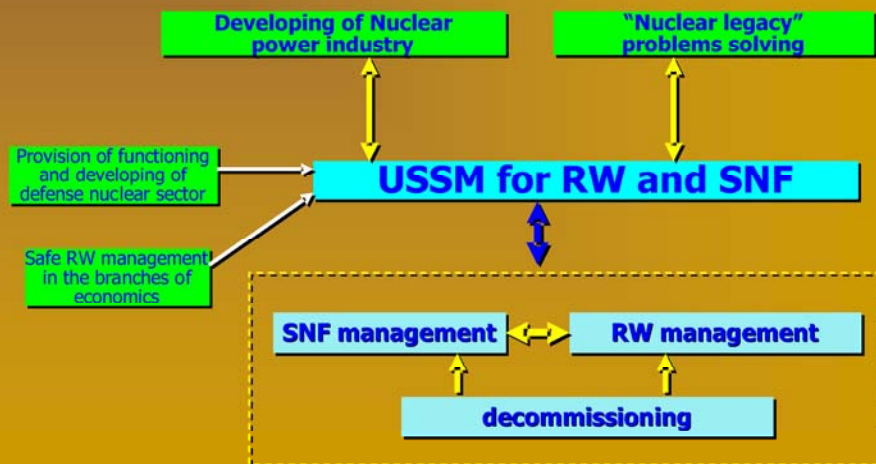 Developing of Nuclear
power industry
“Nuclear legacy”
problems solving
Provision of functioning
and developing of
defense nuclear sector
USSM for RW and SNF
Safe RW management
in the branches of
economics
SNF management
RW management
decommissioning